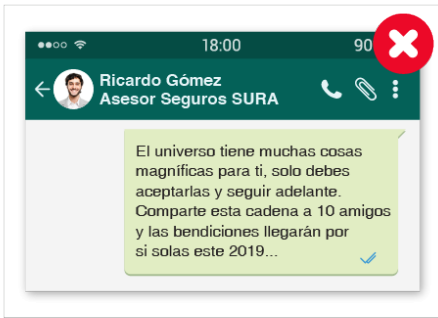 18:00
90
Ricardo Gómez
Asesor Seguros SURA
El universo tiene muchas cosas
magníficas para ti, solo debes
aceptarlas y seguir adelante.
Comparte esta cadena a 10 amigos
y las bendiciones llegarán por
si solas este 2019...